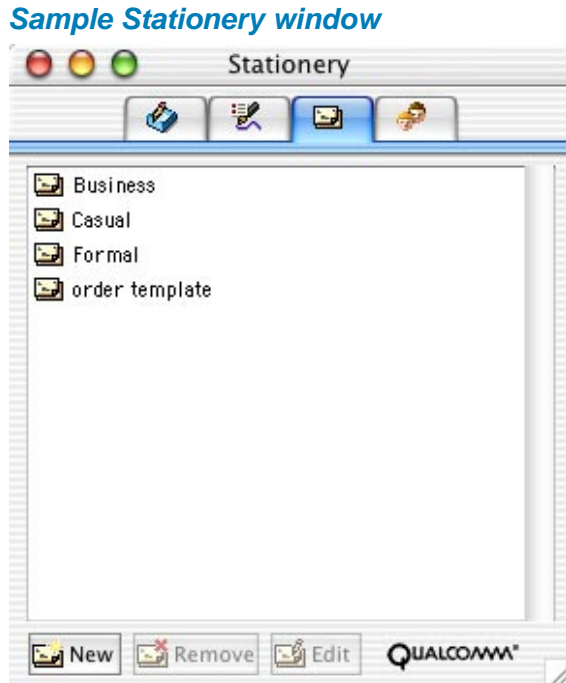 Sample Stationery window
Stationery
Business
Casual
Formal
order template
New Remove Edit QUALCOMM®